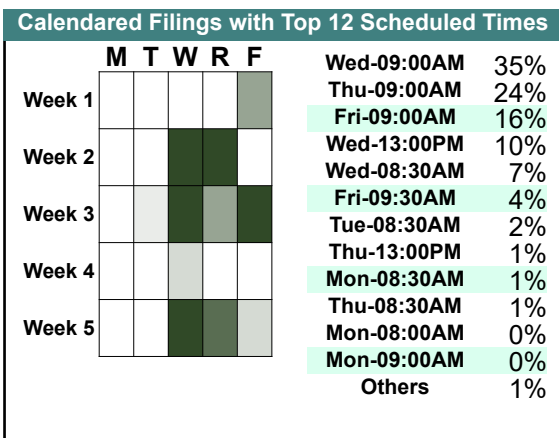 Calendared Filings with Top 12 Scheduled Times
M T W R F
Week 1
Week 2
Week 3
Week 4
Week 5
Wed-09:00AM 35%
Thu-09:00AM 24%
Fri-09:00AM 16%
Wed-13:00PM 10%
Wed-08:30AM 7%
Fri-09:30AM 4%
Tue-08:30AM 2%
Thu-13:00PM 1%
Mon-08:30AM 1%
Thu-08:30AM 1%
Mon-08:00AM 0%
Mon-09:00AM 0%
Others 1%